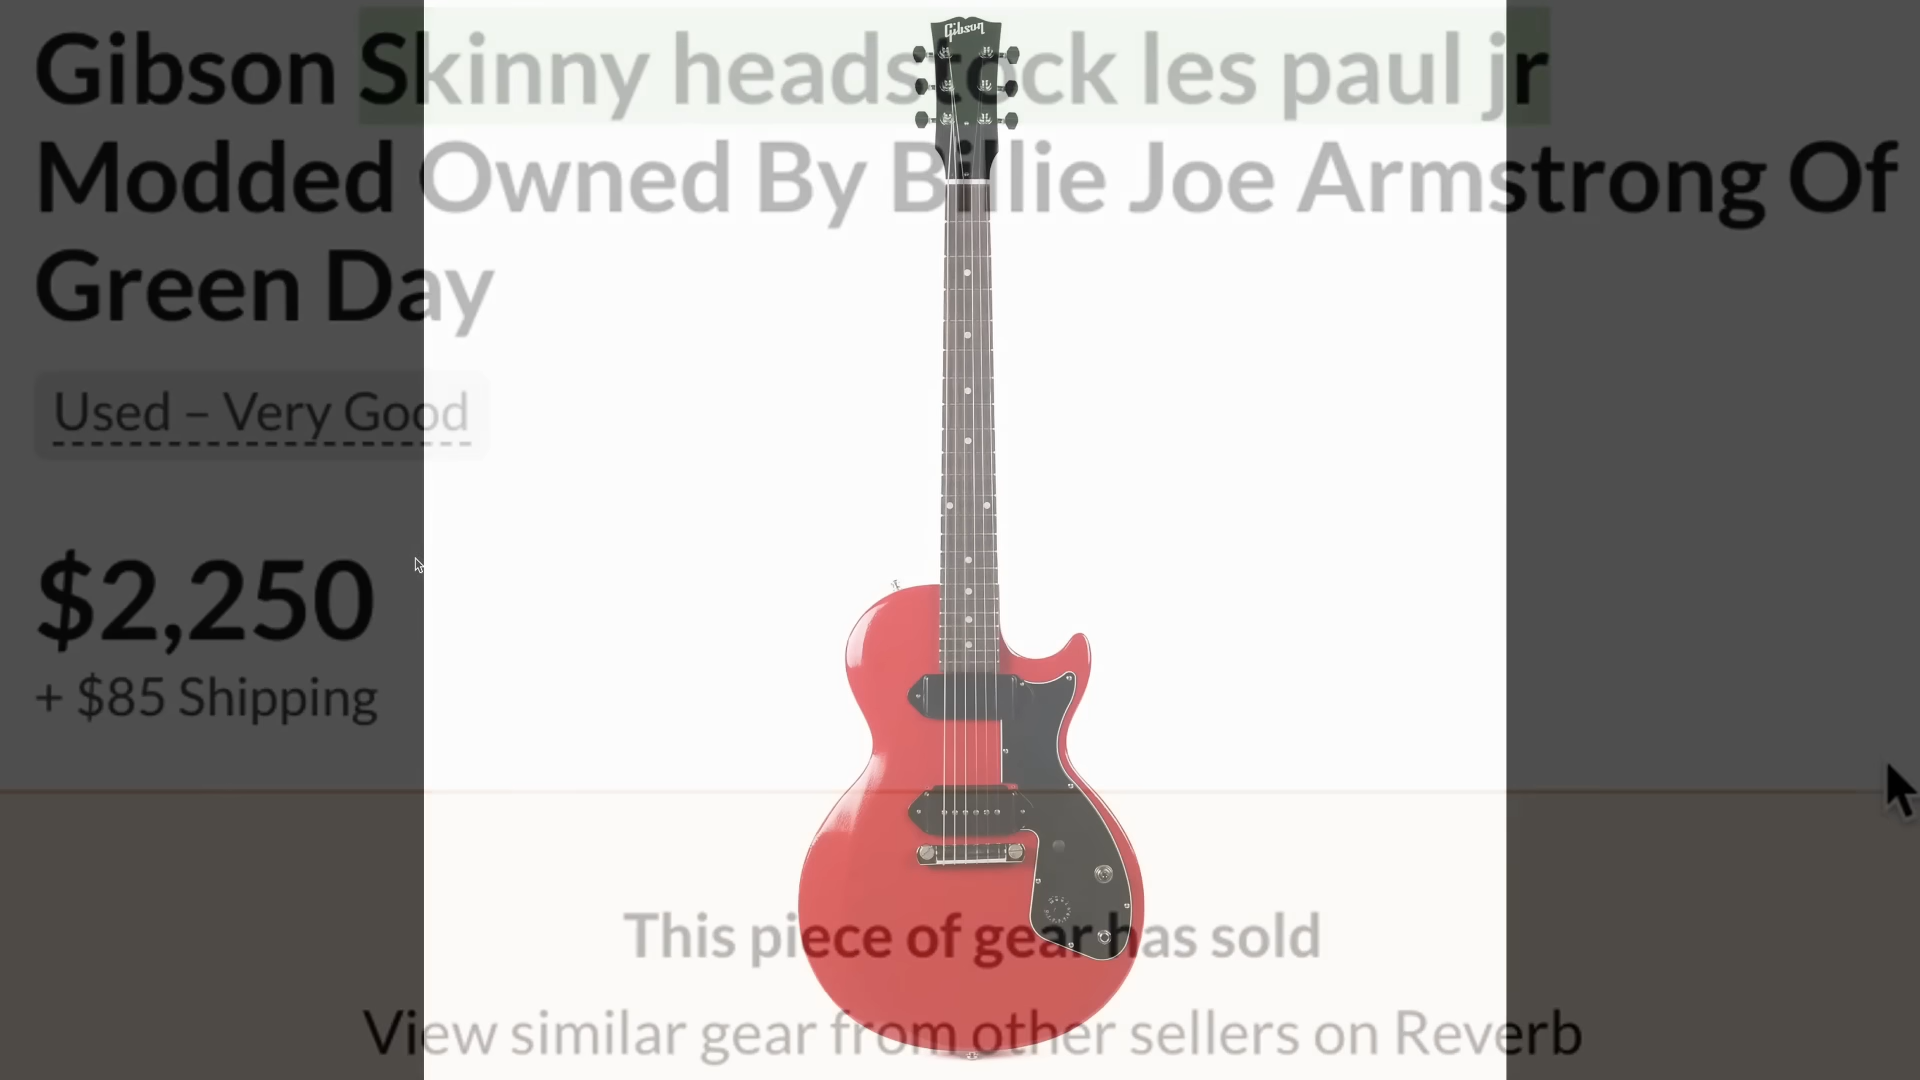 Gibson
Gibson Skinny headstock les paul jr
Modded Owned By Billie Joe Armstrong Of
Green Day
Used – Very Good
$2,250
+ $85 Shipping
This piece of gear has sold
View similar gear from other sellers on Reverb